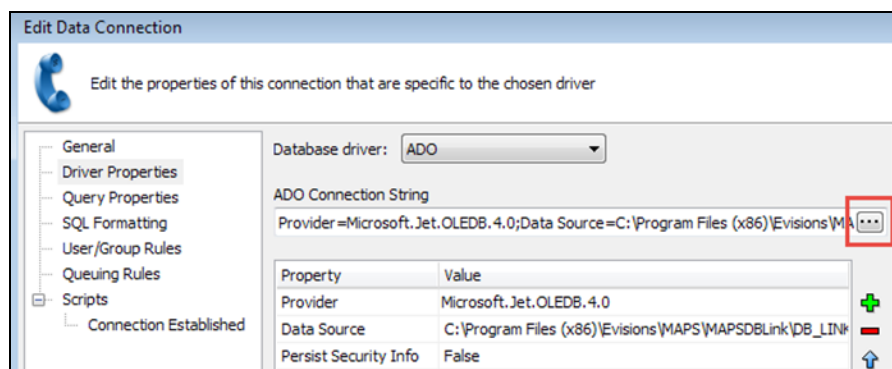 Edit Data Connection
Edit the properties of this connection that are specific to the chosen driver
General
Driver Properties
Query Properties
SQL Formatting
User/Group Rules
Queuing Rules
Scripts
Connection Established
Database driver: ADO
ADO Connection String
Provider=Microsoft.Jet.OLEDB.4.0;Data Source=C:\Program Files (x86)\Evisions\MA ...
Property Value
Provider Microsoft.Jet.OLEDB.4.0
Data Source C:\Program Files (x86)\Evisions\MAPS\MAPSDBLink\DB_LINK
Persist Security Info False